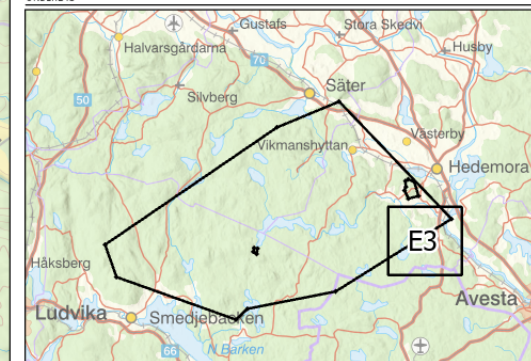 Gustafs
Stora Skedvi
Halvarsgårdarna
Husby
70
Säter
50
Silvberg
Västerby
Vikmanshyttan
Hedemora
E3
Håksberg
Avesta
Ludvika
Smedjebacken
66
N Barken